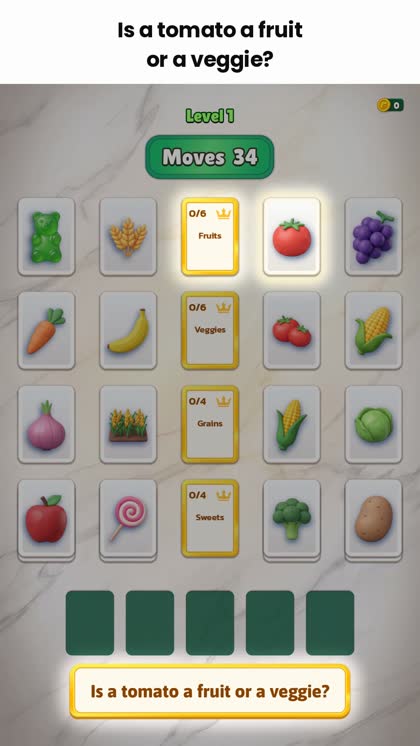 Is a tomato a fruit
or a veggie?
Level 1
0
Moves 34
0/6
Fruits
0/6
Veggies
0/4
Grains
0/4
Sweets
Is a tomato a fruit or a veggie?